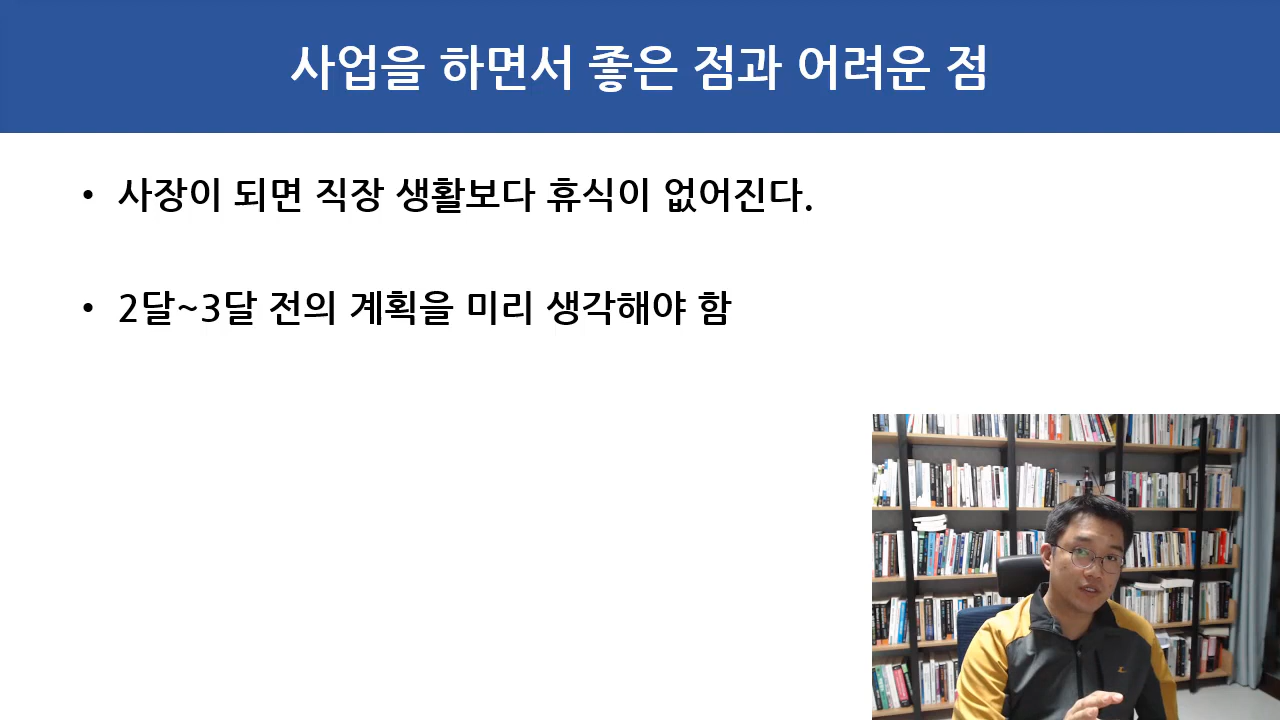 사업을 하면서 좋은 점과 어려운 점
• 사장이 되면 직장 생활보다 휴식이 없어진다.
• 2달~3달 전의 계획을 미리 생각해야 함